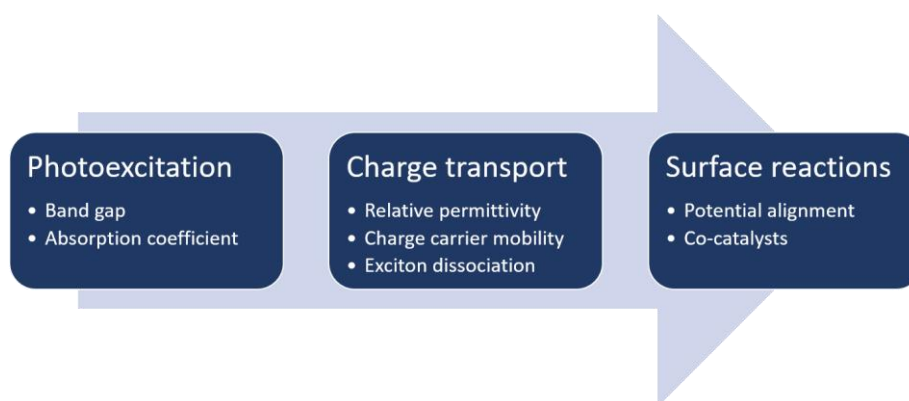 Photoexcitation
• Band gap
• Absorption coefficient
Charge transport
• Relative permittivity
• Charge carrier mobility
• Exciton dissociation
Surface reactions
• Potential alignment
• Co-catalysts